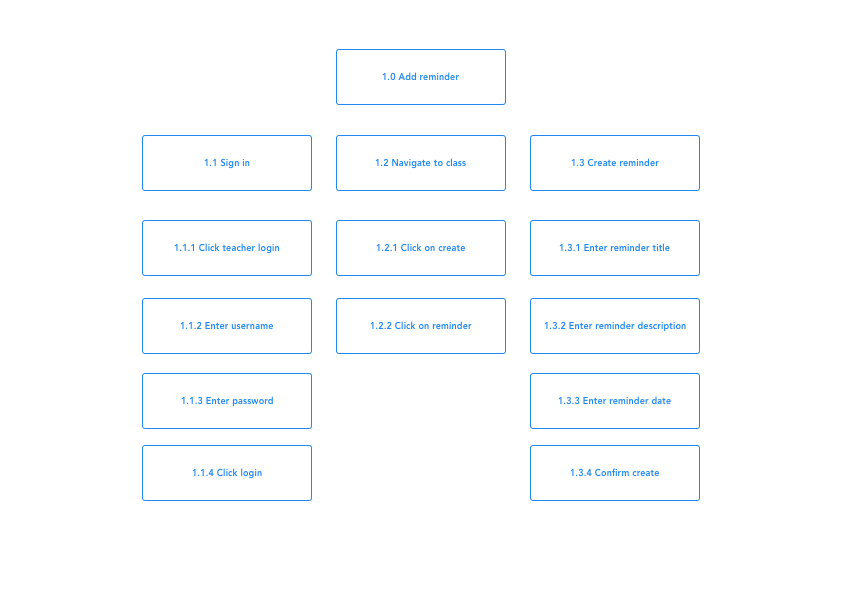 1.0 Add reminder
1.1 Sign in
1.2 Navigate to class
1.3 Create reminder
1.1.1 Click teacher login
1.2.1 Click on create
1.3.1 Enter reminder title
1.1.2 Enter username
1.2.2 Click on reminder
1.3.2 Enter reminder description
1.1.3 Enter password
1.3.3 Enter reminder date
1.1.4 Click login
1.3.4 Confirm create